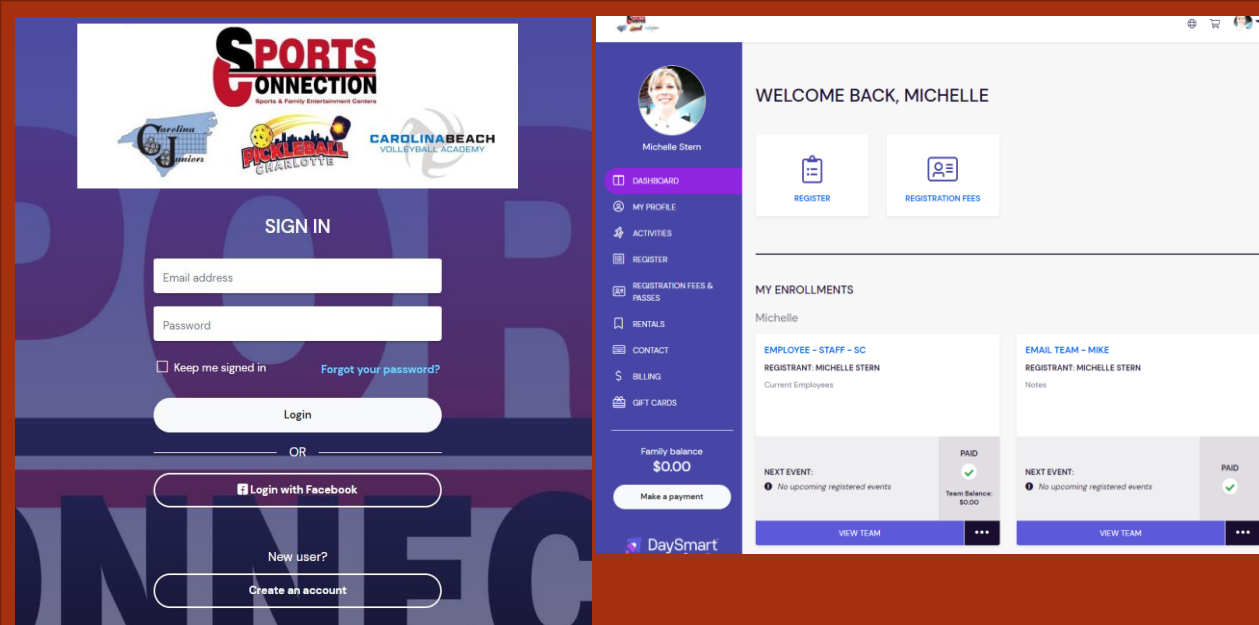 SPORTS
CONNECTION
Sports & Family Entertainment Centers
Carolina
Juniors
PICKLEBALL
CHARLOTTE
CAROLINABEACH
VOLLEYBALL ACADEMY
SIGN IN
Email address
Password
Keep me signed in
Forgot your password?
Login
OR
Login with Facebook
New user?
Create an account
Michelle Stern
DASHBOARD
MY PROFILE
ACTIVITIES
REGISTER
REGISTRATION FEES &
PASSES
RENTALS
CONTACT
BILLING
GIFT CARDS
Family balance
$0.00
Make a payment
DaySmart
WELCOME BACK, MICHELLE
REGISTER
REGISTRATION FEES
MY ENROLLMENTS
Michelle
EMPLOYEE - STAFF - SC
REGISTRANT: MICHELLE STERN
Current Employees
NEXT EVENT:
No upcoming registered events
PAID
Team Balance:
$0.00
VIEW TEAM
EMAIL TEAM - MIKE
REGISTRANT: MICHELLE STERN
Notes
NEXT EVENT:
No upcoming registered events
PAID
VIEW TEAM